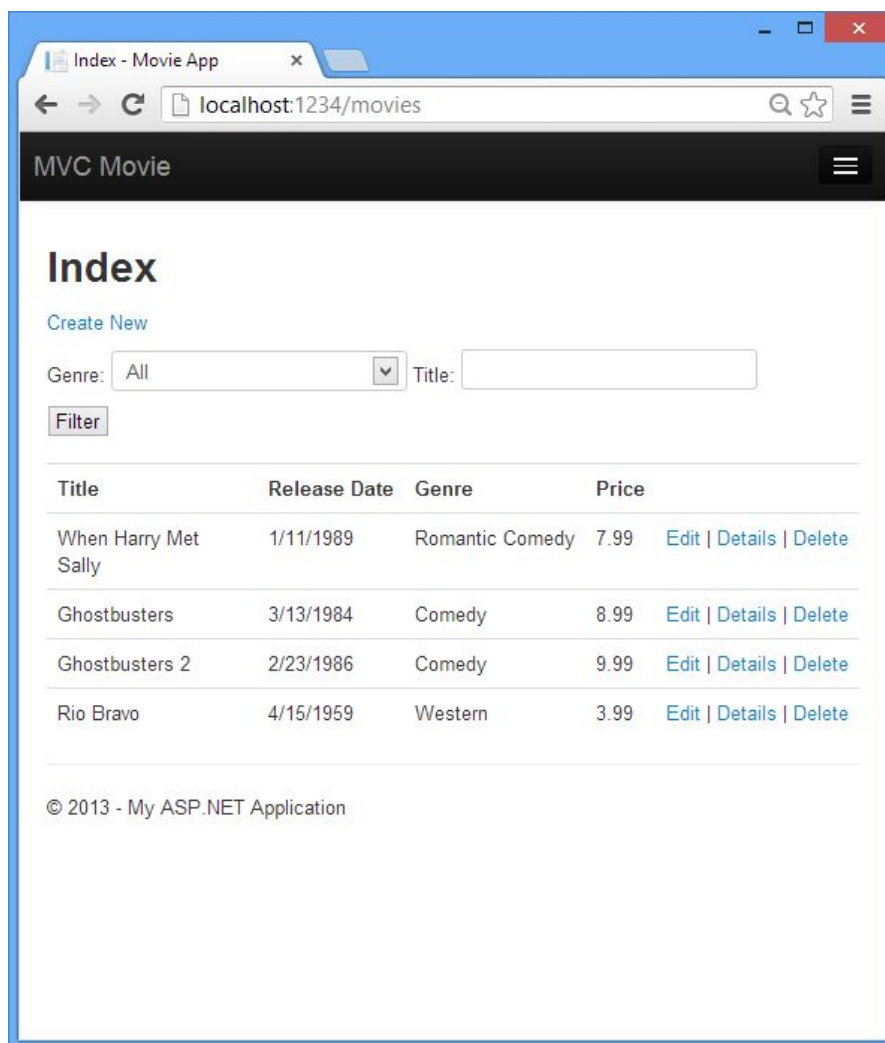 Index - Movie App
localhost:1234/movies
MVC Movie
Index
Create New
Genre: All Title:
Filter
Title Release Date Genre Price
When Harry Met Sally 1/11/1989 Romantic Comedy 7.99 Edit | Details | Delete
Ghostbusters 3/13/1984 Comedy 8.99 Edit | Details | Delete
Ghostbusters 2 2/23/1986 Comedy 9.99 Edit | Details | Delete
Rio Bravo 4/15/1959 Western 3.99 Edit | Details | Delete
© 2013 - My ASP.NET Application